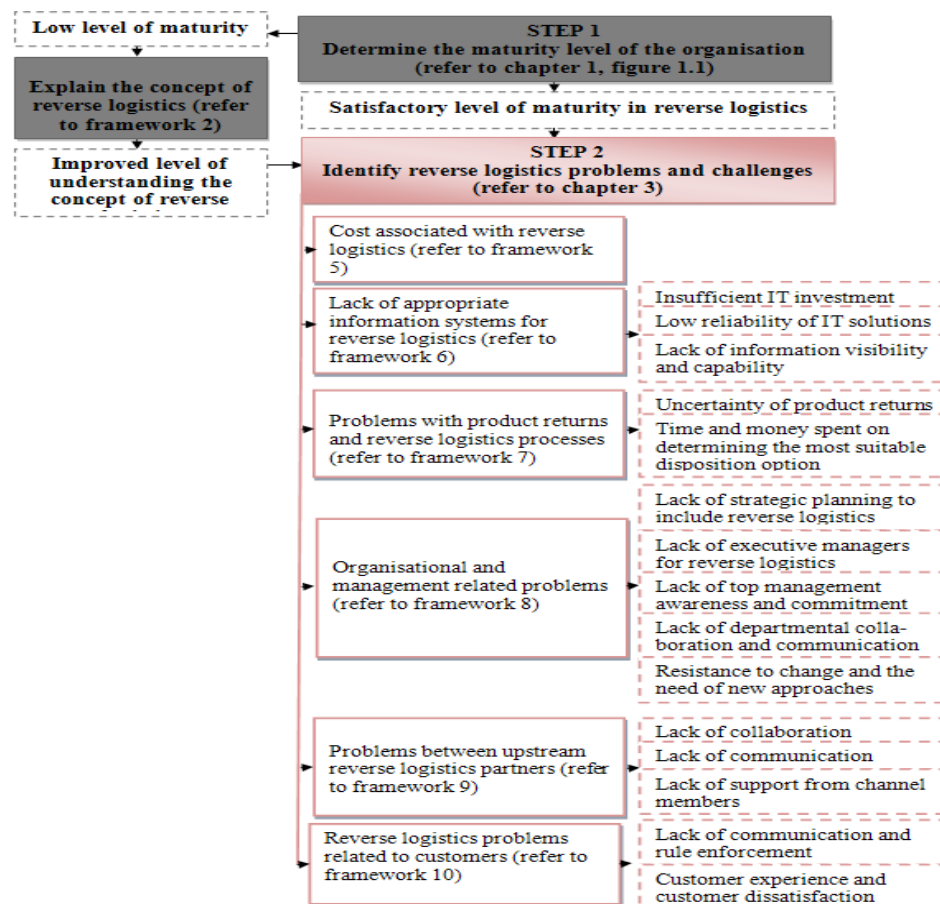 Low level of maturity
STEP 1
Determine the maturity level of the organisation
(refer to chapter 1, figure 1.1)
Explain the concept of
reverse logistics (refer
to framework 2)
Satisfactory level of maturity in reverse logistics
Improved level of
understanding the
concept of reverse
STEP 2
Identify reverse logistics problems and challenges
(refer to chapter 3)
Cost associated with reverse
logistics (refer to framework
5)
Lack of appropriate
information systems for
reverse logistics (refer to
framework 6)
Insufficient IT investment
Low reliability of IT solutions
Lack of information visibility
and capability
Problems with product returns
and reverse logistics processes
(refer to framework 7)
Uncertainty of product returns
Time and money spent on
determining the most suitable
disposition option
Organisational and
management related problems
(refer to framework 8)
Lack of strategic planning to
include reverse logistics
Lack of executive managers
for reverse logistics
Lack of top management
awareness and commitment
Lack of departmental colla-
boration and communication
Resistance to change and the
need of new approaches
Problems between upstream
reverse logistics partners (refer
to framework 9)
Lack of collaboration
Lack of communication
Lack of support from channel
members
Reverse logistics problems
related to customers (refer to
framework 10)
Lack of communication and
rule enforcement
Customer experience and
customer dissatisfaction